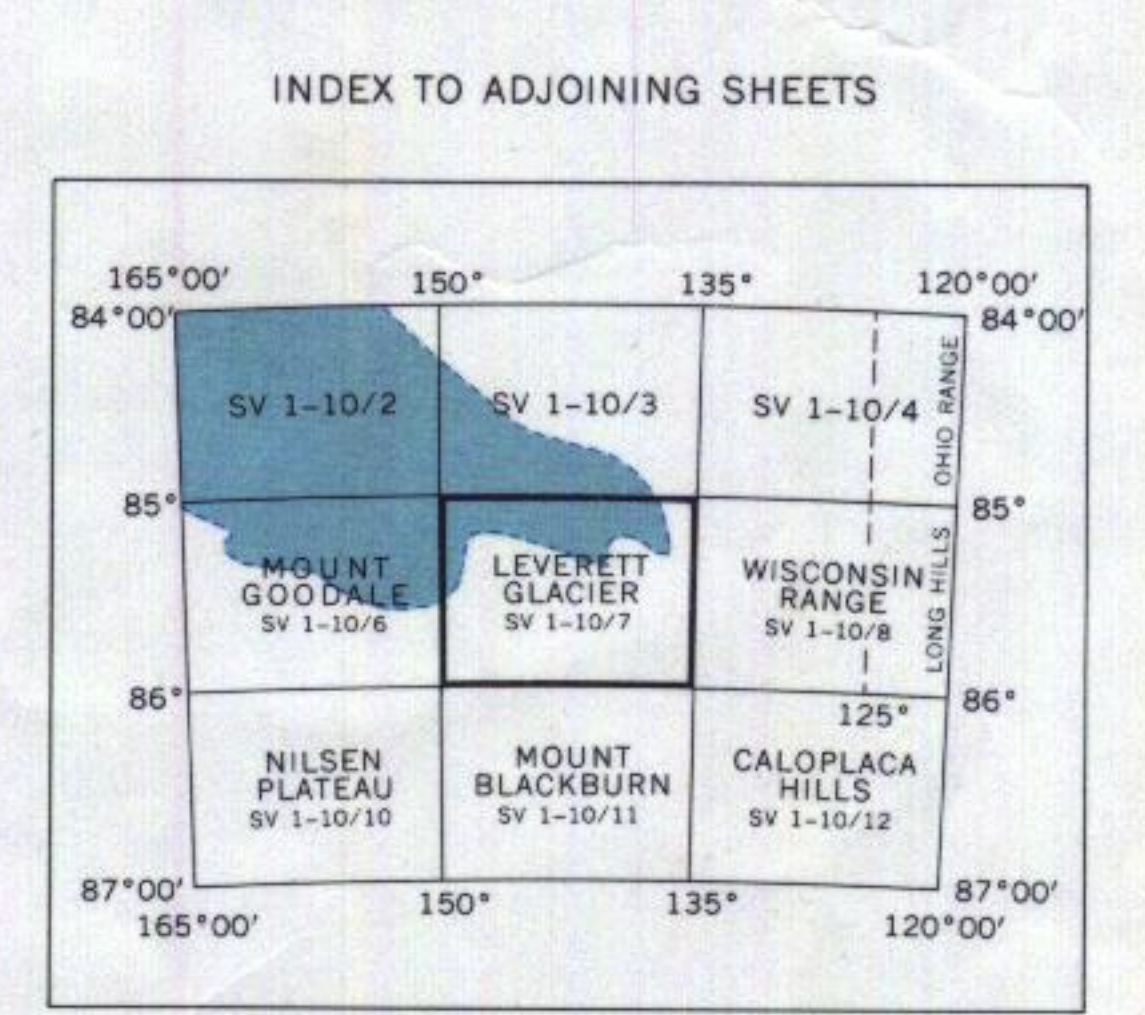 INDEX TO ADJOINING SHEETS
165°00′ 150° 135° 120°00′
84°00′ 84°00′
SV 1-10/2 SV 1-10/3 SV 1-10/4
OHIO RANGE
85° 85°
MOUNT
GOODALE
SV 1-10/6
LEVERETT
GLACIER
SV 1-10/7
WISCONSIN
RANGE
SV 1-10/8
LONG HILLS
86° 86°
125°
NILSEN
PLATEAU
SV 1-10/10
MOUNT
BLACKBURN
SV 1-10/11
CALOPLACA
HILLS
SV 1-10/12
87°00′ 87°00′
165°00′ 150° 135° 120°00′